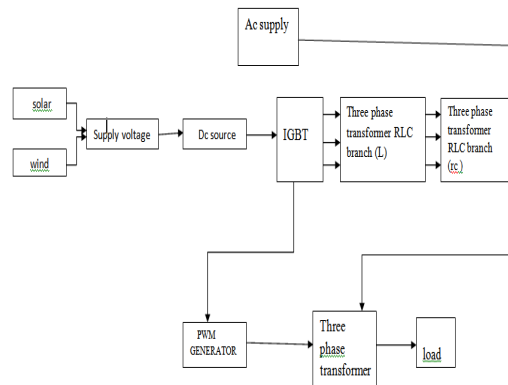 Ac supply
solar
wind
Supply voltage
Dc source
IGBT
Three phase
transformer RLC
branch (L)
Three phase
transformer
RLC branch
(rc )
PWM
GENERATOR
Three
phase
transformer
load